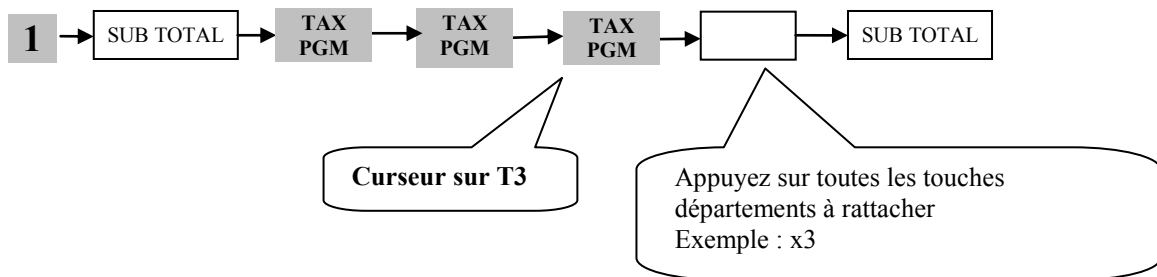 1
SUB TOTAL
TAX
PGM
TAX
PGM
TAX
PGM
SUB TOTAL
Curseur sur T3
Appuyez sur toutes les touches
départements à rattacher
Exemple : x3